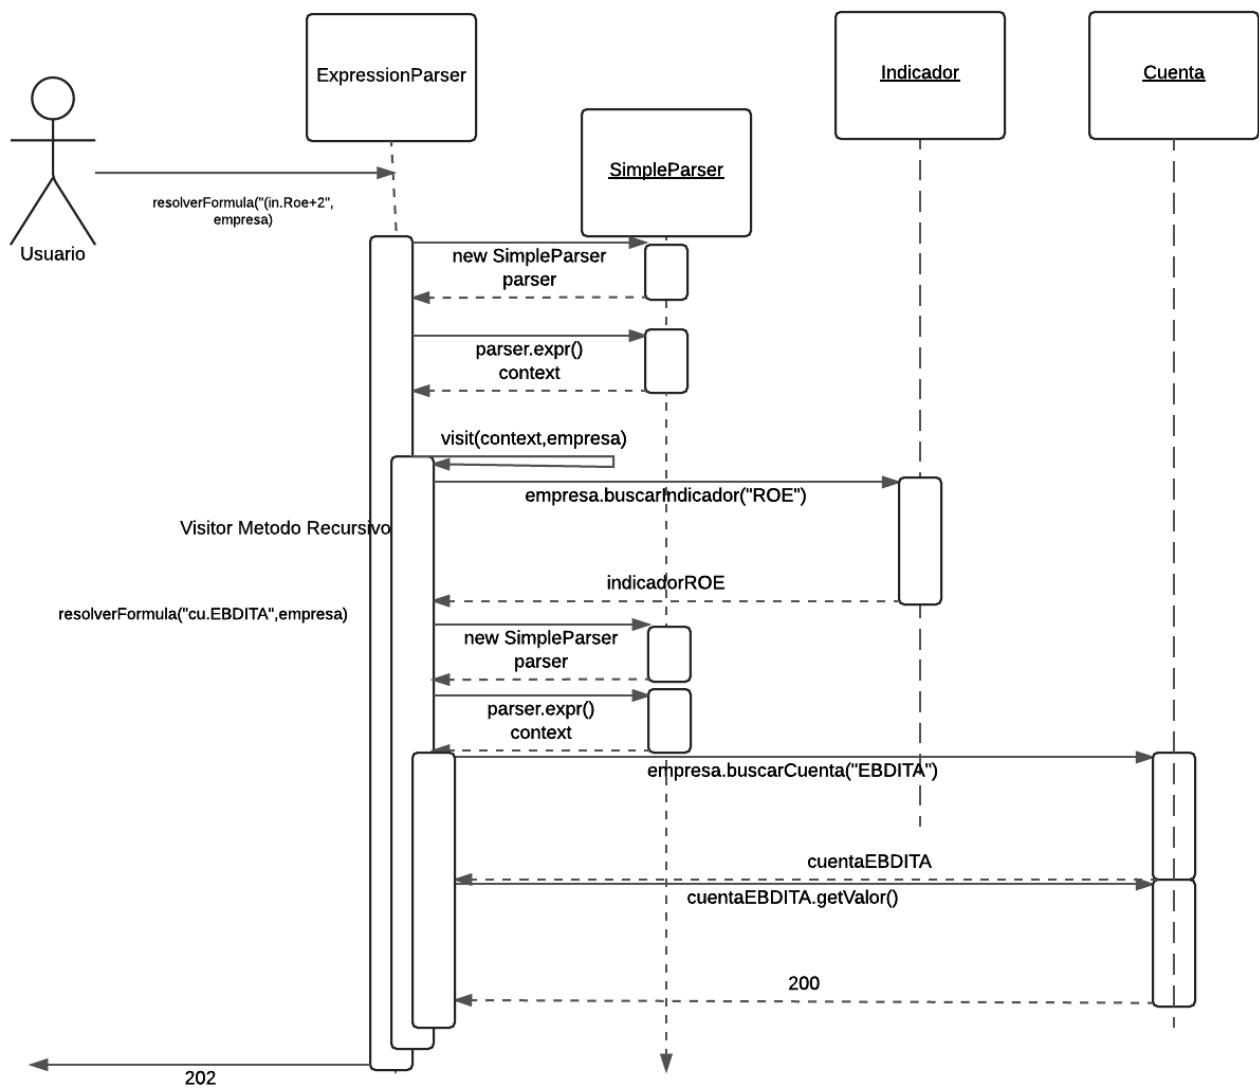 ExpressionParser
Indicador
Cuenta
SimpleParser
resolverFormula("(in.Roe+2",
empresa)
Usuario
new SimpleParser
parser
parser.expr()
context
visit(context,empresa)
empresa.buscarIndicador("ROE")
Visitor Metodo Recursivo
indicadorROE
resolverFormula("cu.EBDITA",empresa)
new SimpleParser
parser
parser.expr()
context
empresa.buscarCuenta("EBDITA")
cuentaEBDITA
cuentaEBDITA.getValor()
200
202